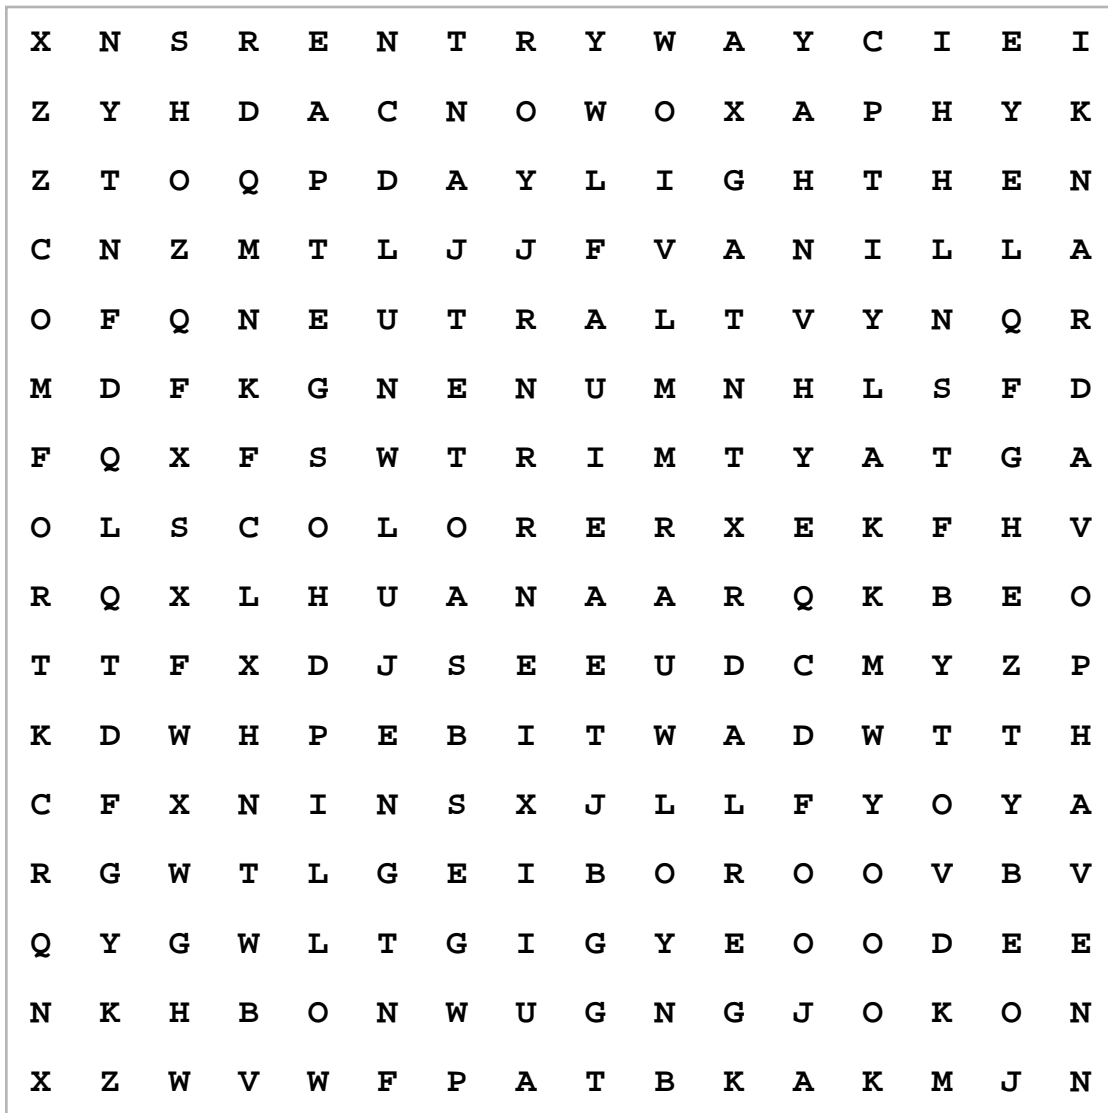 X N S R E N T R Y W A Y C I E I
Z Y H D A C N O W O X A P H Y K
Z T O Q P D A Y L I G H T H E N
C N Z M T L J J F V A N I L L A
O F Q N E U T R A L T V Y N Q R
M D F K G N E N U M N H L S F D
F Q X F S W T R I M T Y A T G A
O L S C O L O R E R X E K F H V
R Q X L H U A N A A R Q K B E O
T T F X D J S E E U D C M Y Z P
K D W H P E B I T W A D W T T H
C F X N I N S X J L L F Y O Y A
R G W T L G E I B O R O O V B V
Q Y G W L T G I G Y E O O D E E
N K H B O N W U G N G J O K O N
X Z W V W F P A T B K A K M J N